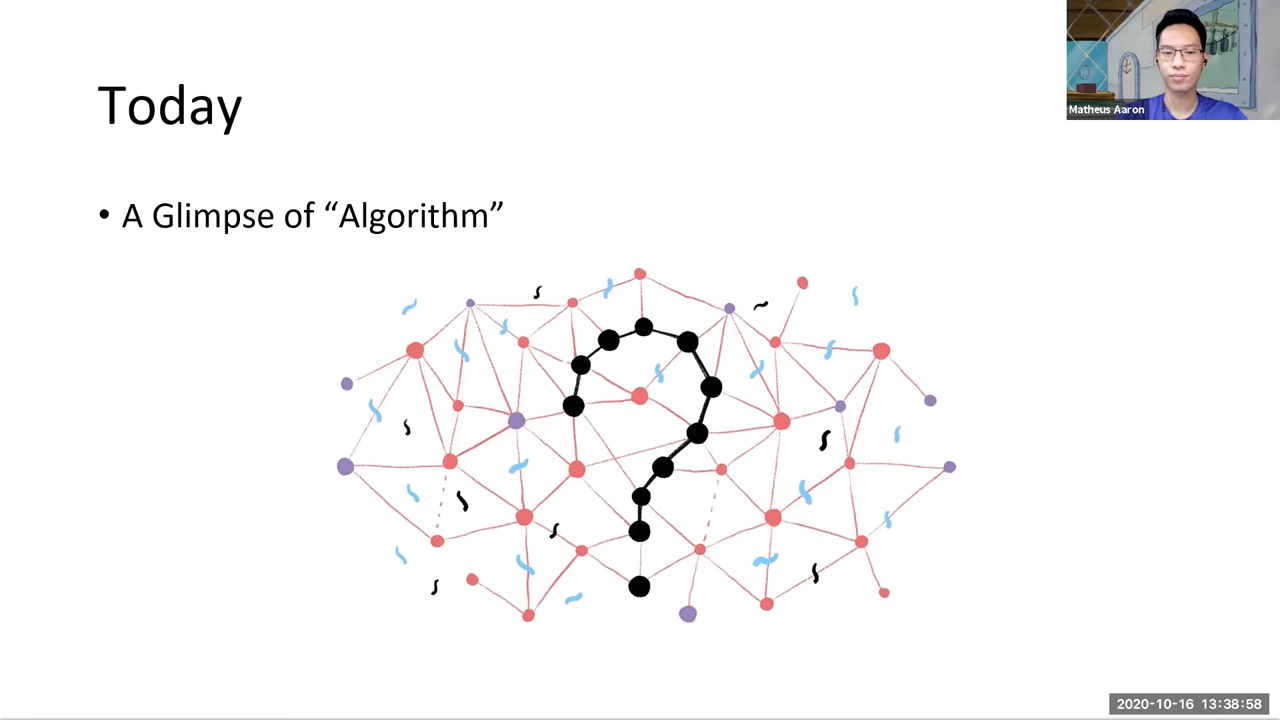 Today
• A Glimpse of “Algorithm”
Matheus Aaron
2020-10-16 13:38:58